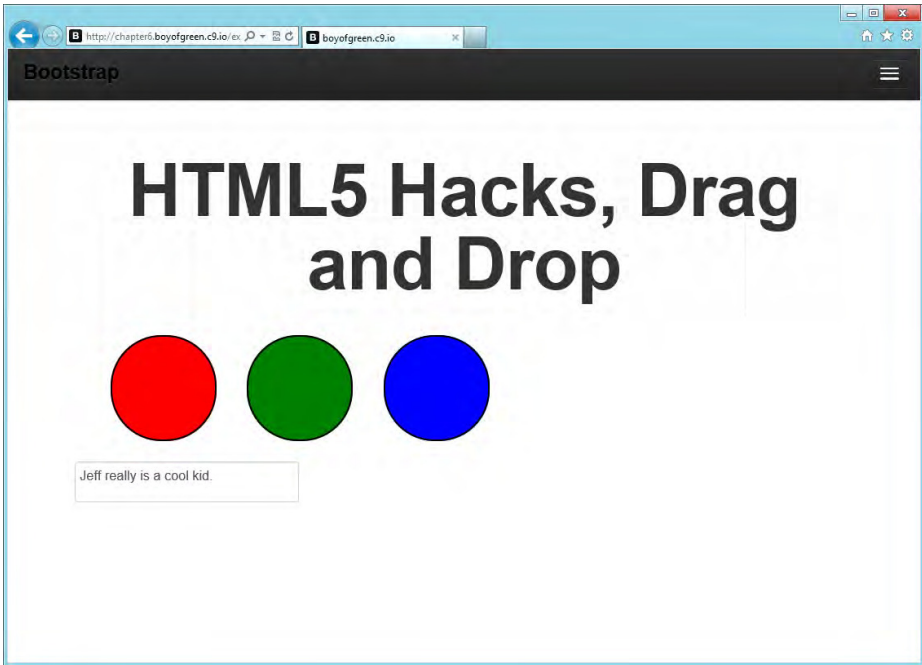 B http://chapter6.boyofgreen.c9.io/ex
B boyofgreen.c9.io
Bootstrap
HTML5 Hacks, Drag
and Drop
Jeff really is a cool kid.